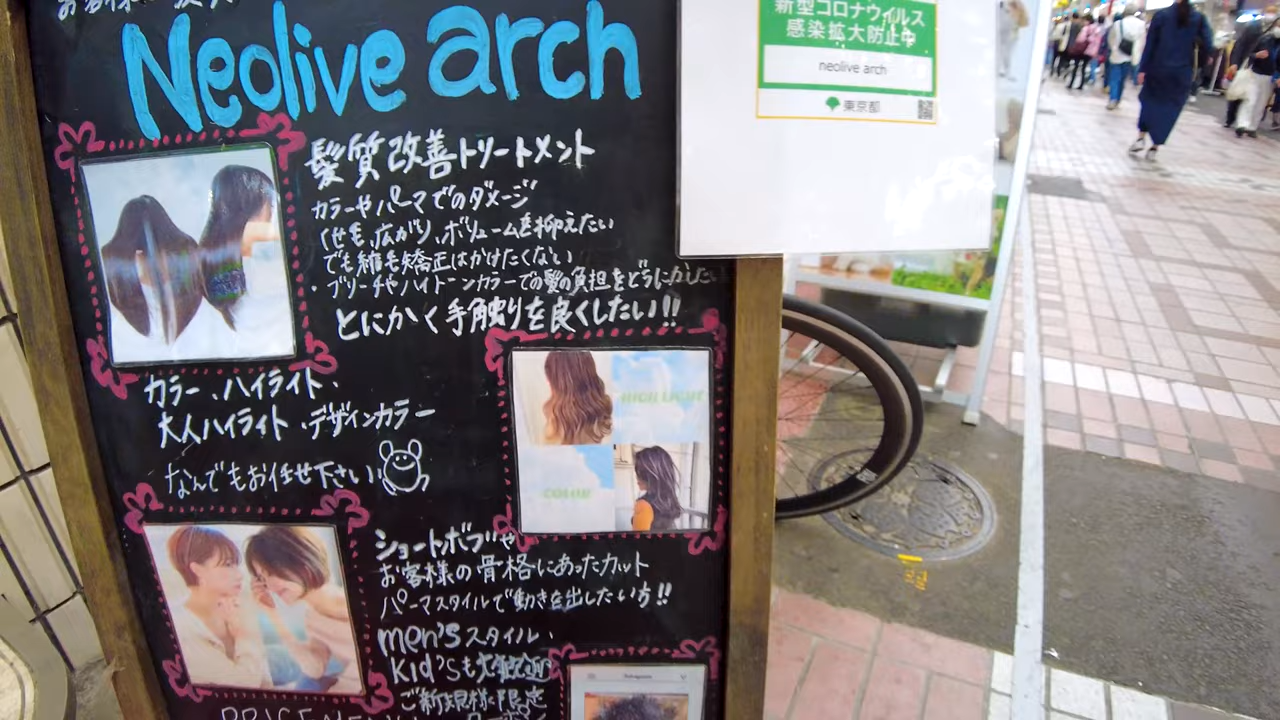 Neolive arch
髪質改善トリートメント
カラーやパーマでのダメージ
くせ毛、広がり、ボリュームを抑えたい
でも縮毛矯正はかけたくない
・ブリーチやハイトーンカラーでの髪の負担をどうにかしたい
とにかく手触りを良くしたい!!
カラー、ハイライト、
大人ハイライト、デザインカラー
なんでもお任せ下さい
HIGH LIGHT
COLOR
ショートボブや
お客様の骨格にあったカット
パーマスタイルで動きを出したい方!!
men'sスタイル、
kid'sも大歓迎
ご新規様限定
新型コロナウイルス
感染拡大防止中
neolive arch
東京都